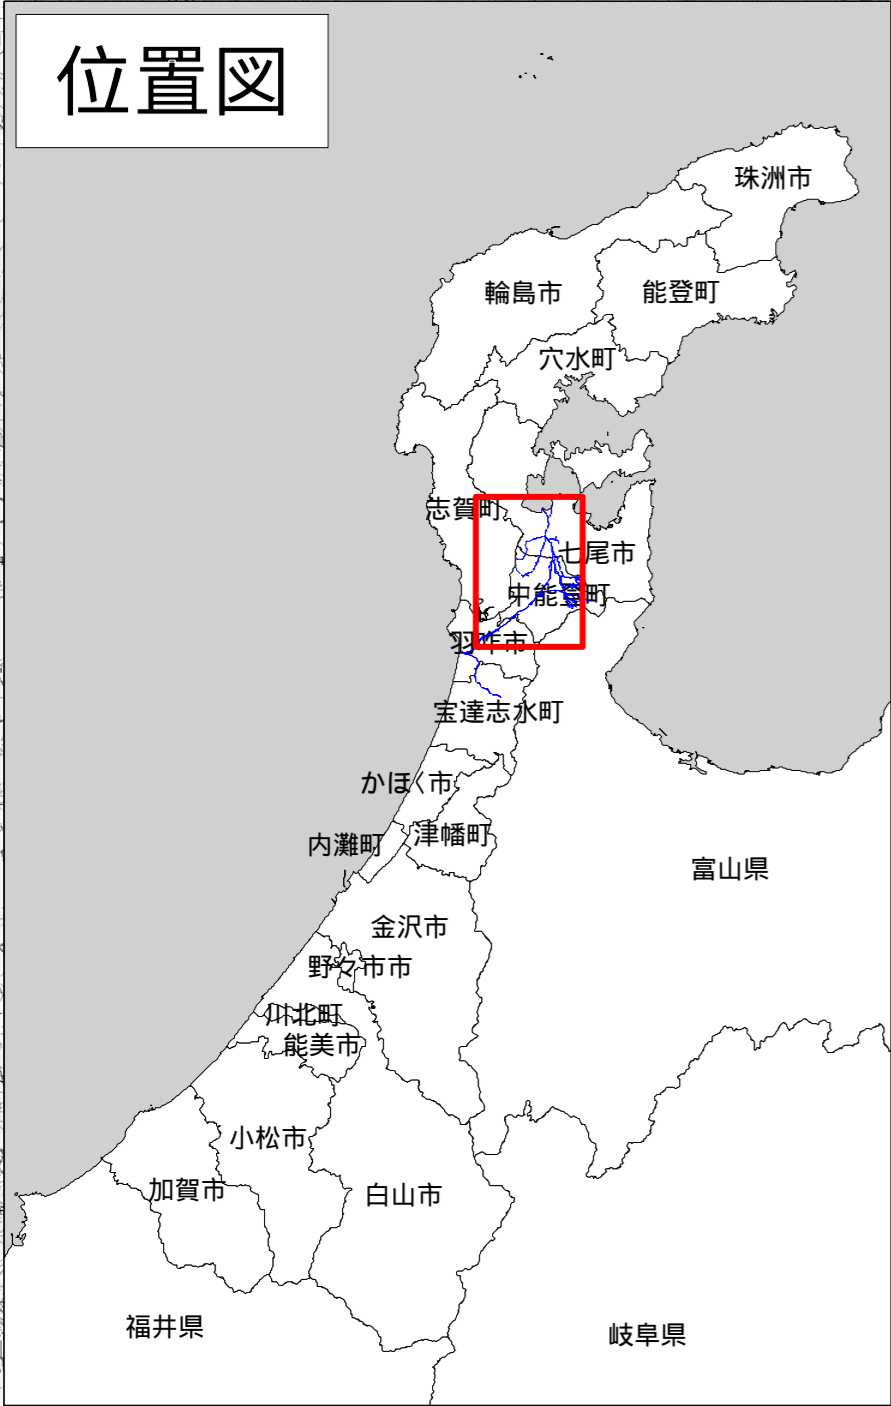 位置図
珠洲市
輪島市
能登町
穴水町
志賀町
七尾市
中能登町
羽咋市
宝達志水町
かほく市
津幡町
内灘町
富山県
金沢市
野々市市
川北町
能美市
小松市
加賀市
白山市
福井県
岐阜県